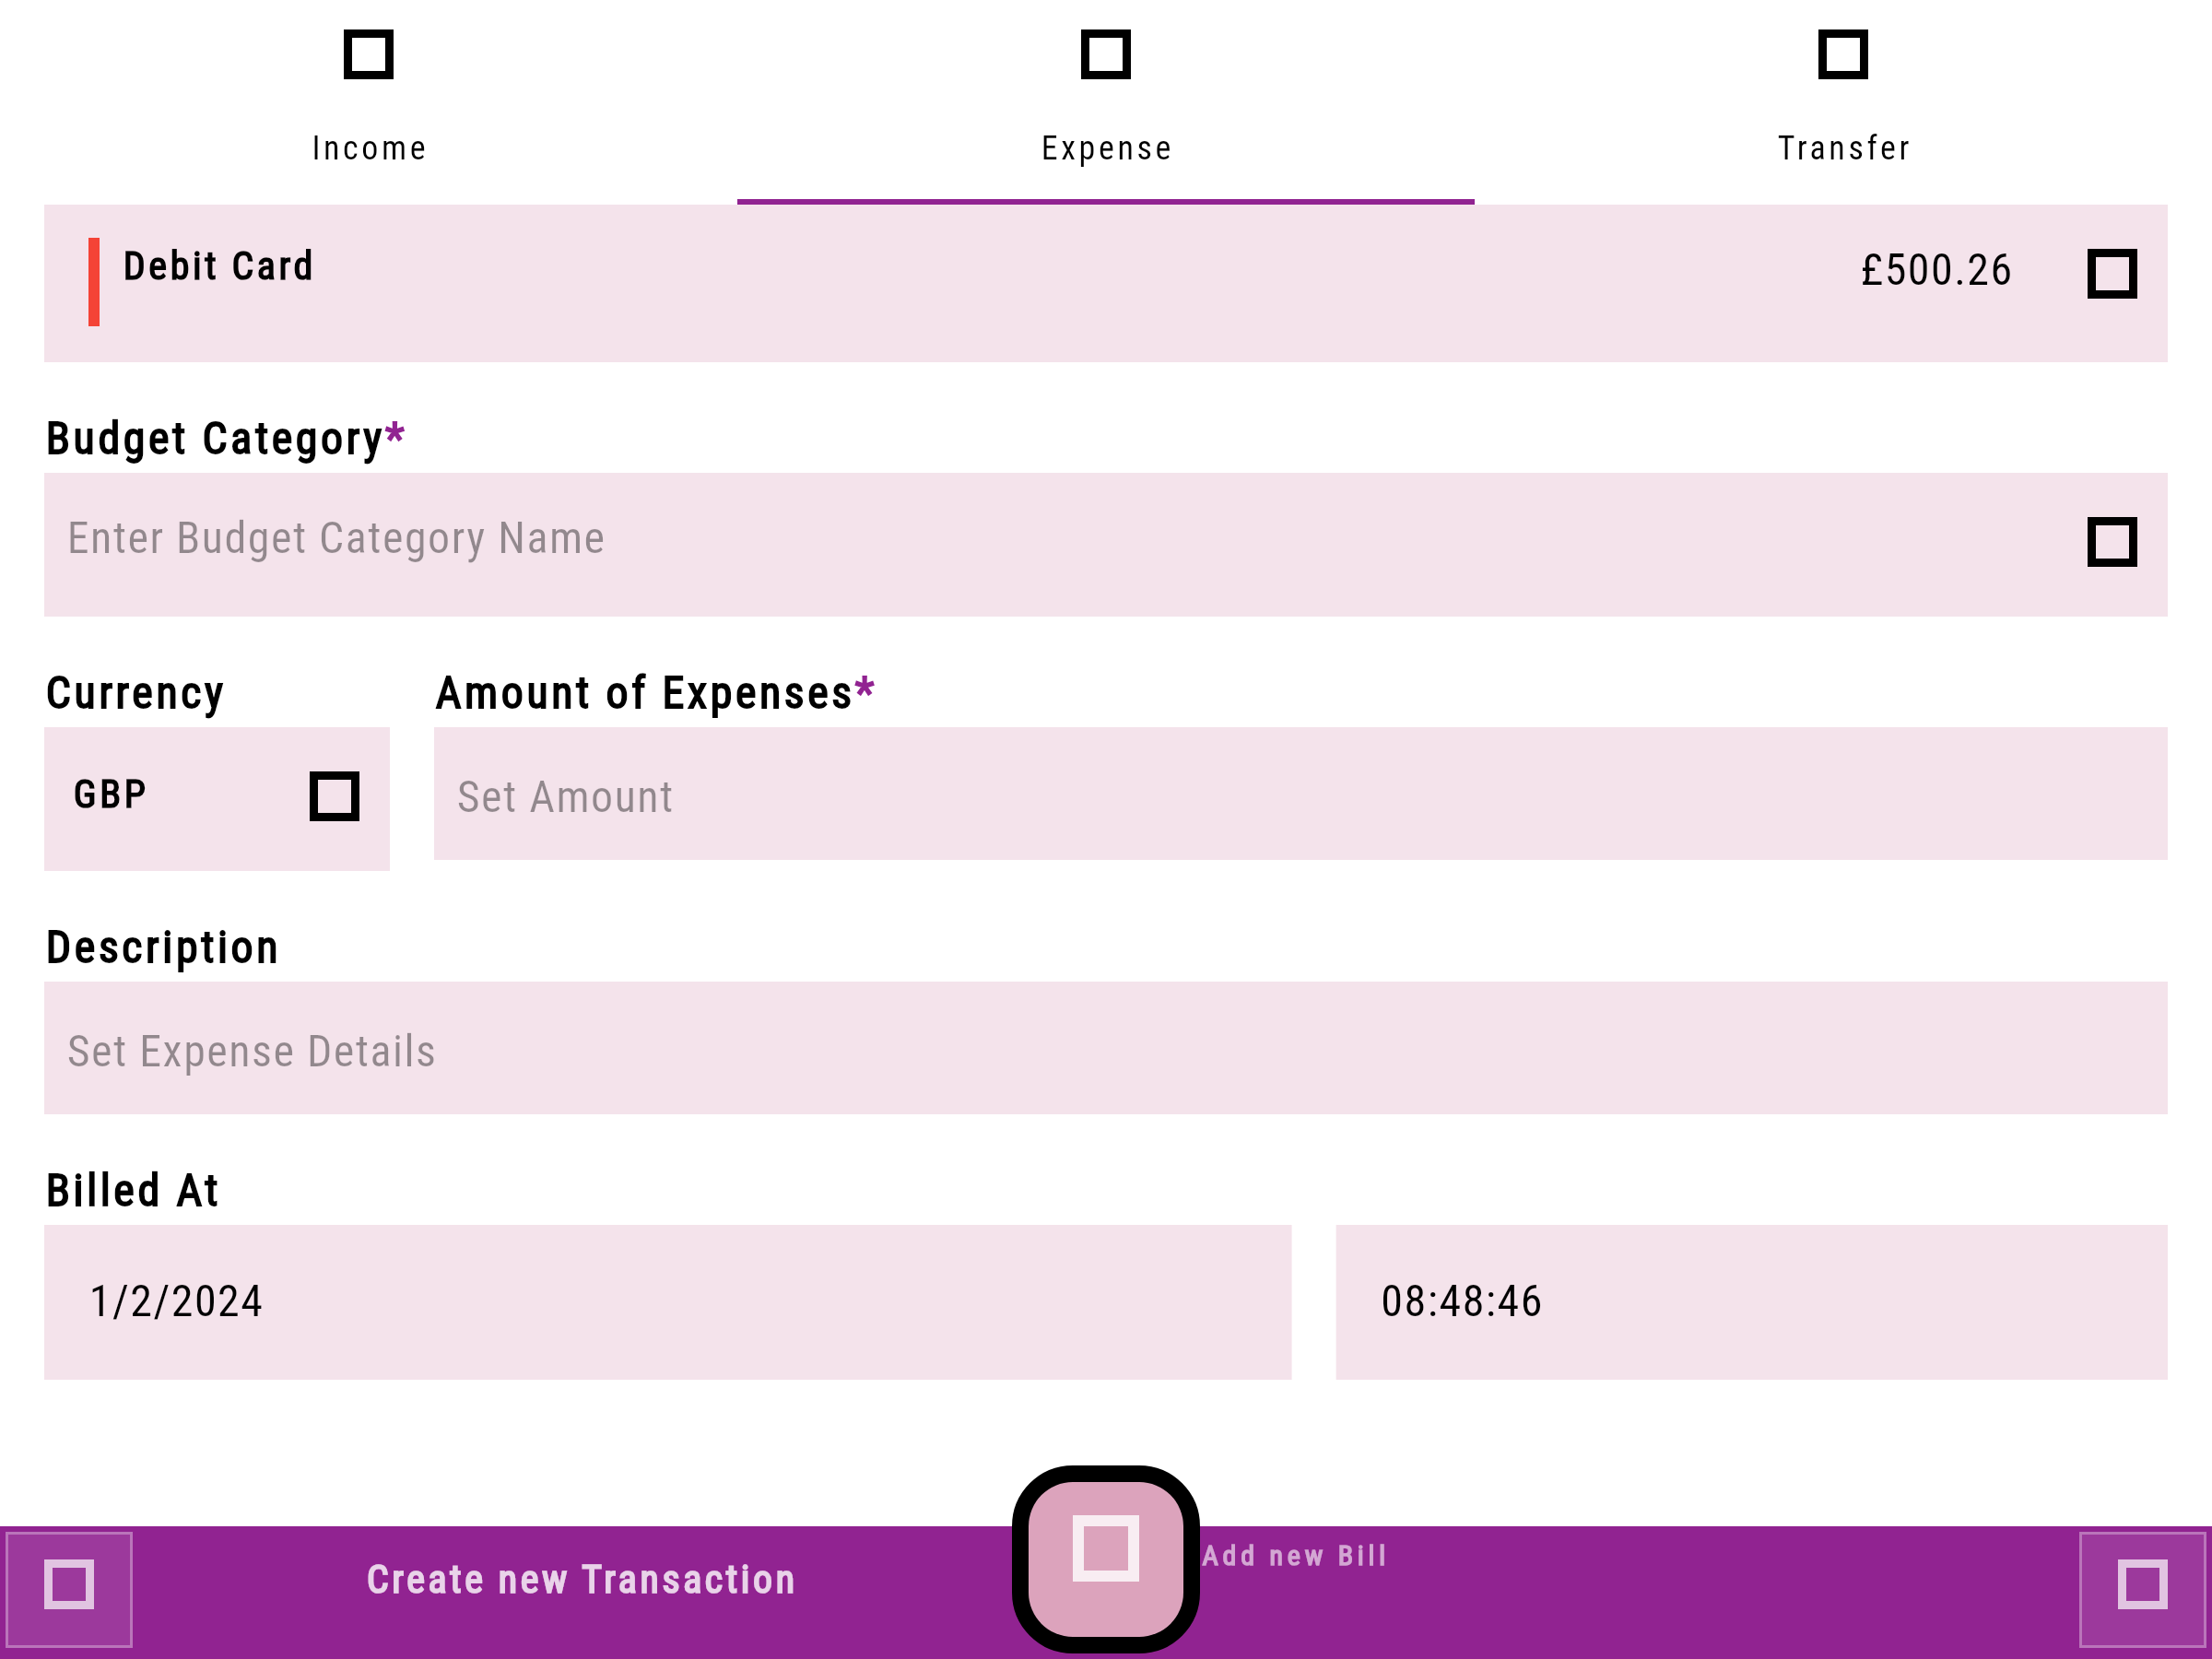 Income
Expense
Transfer
Debit Card
£500.26
Budget Category*
Enter Budget Category Name
Currency
Amount of Expenses*
GBP
Set Amount
Description
Set Expense Details
Billed At
1/2/2024
08:48:46
Create new Transaction
Add new Bill